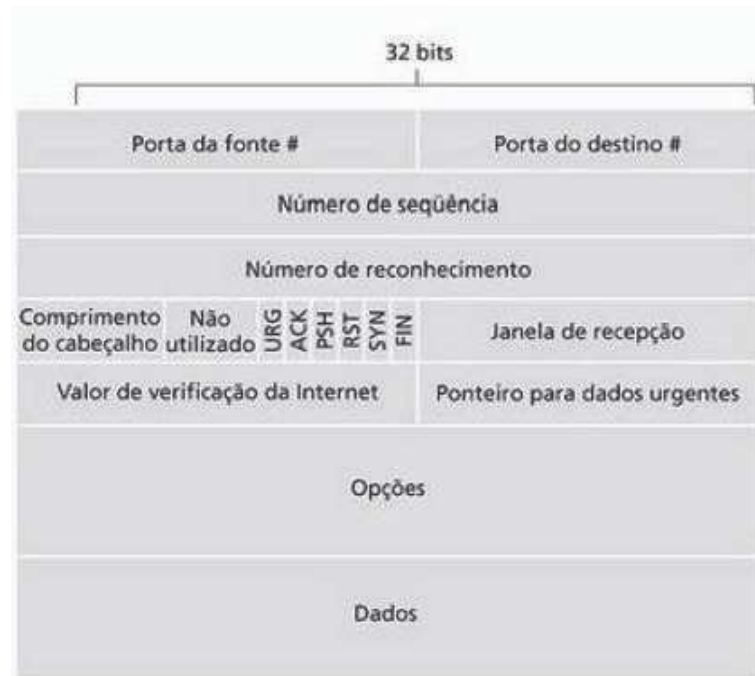 32 bits
Porta da fonte #
Porta do destino #
Número de seqüência
Número de reconhecimento
Comprimento
do cabeçalho
Não
utilizado
URG
ACK
PSH
RST
SYN
FIN
Janela de recepção
Valor de verificação da Internet
Ponteiro para dados urgentes
Opções
Dados